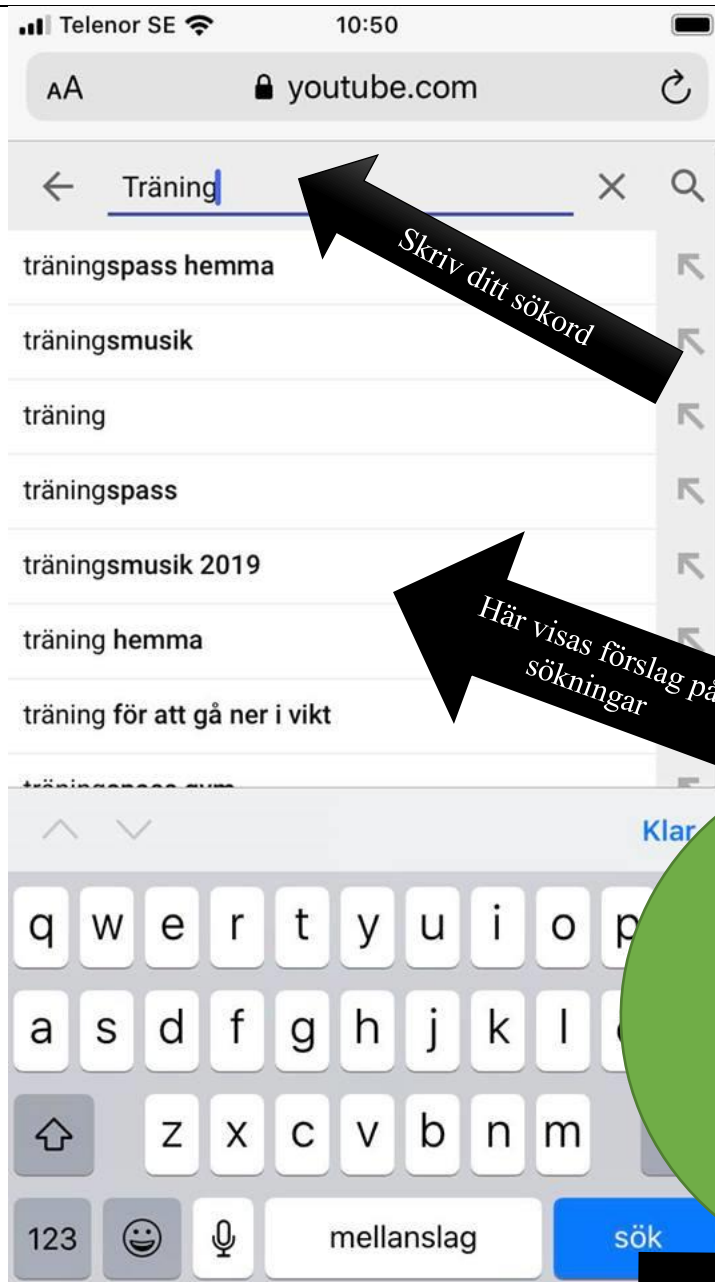 Telenor SE 10:50
AA youtube.com
Träning
träningspass hemma
träningsmusik
träning
träningspass
träningsmusik 2019
träning hemma
träning för att gå ner i vikt
Skriv ditt sökord
Här visas förslag på
sökningar
Klar
q w e r t y u i o p
a s d f g h j k l
z x c v b n m
123 mellanslag sök